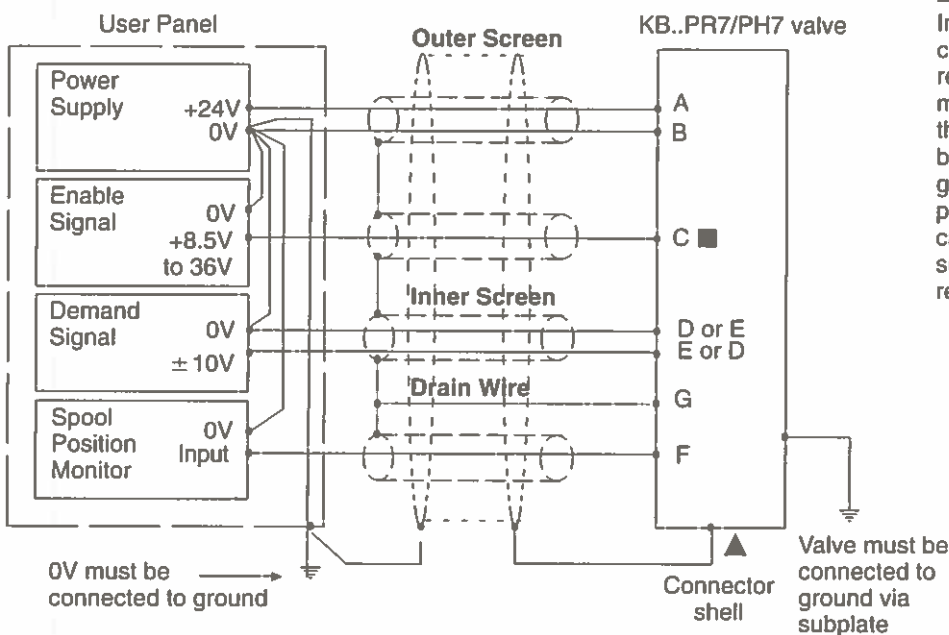 User Panel
Outer Screen
KB..PR7/PH7 valve
Power
Supply
+24V
0V
Enable
Signal
0V
+8.5V
to 36V
Demand
Signal
0V
± 10V
Spool
Position
Monitor
0V
Input
Inner Screen
Drain Wire
A
B
C
D or E
E or D
G
F
0V must be
connected to ground
Connector
shell
Valve must be
connected to
ground via
subplate